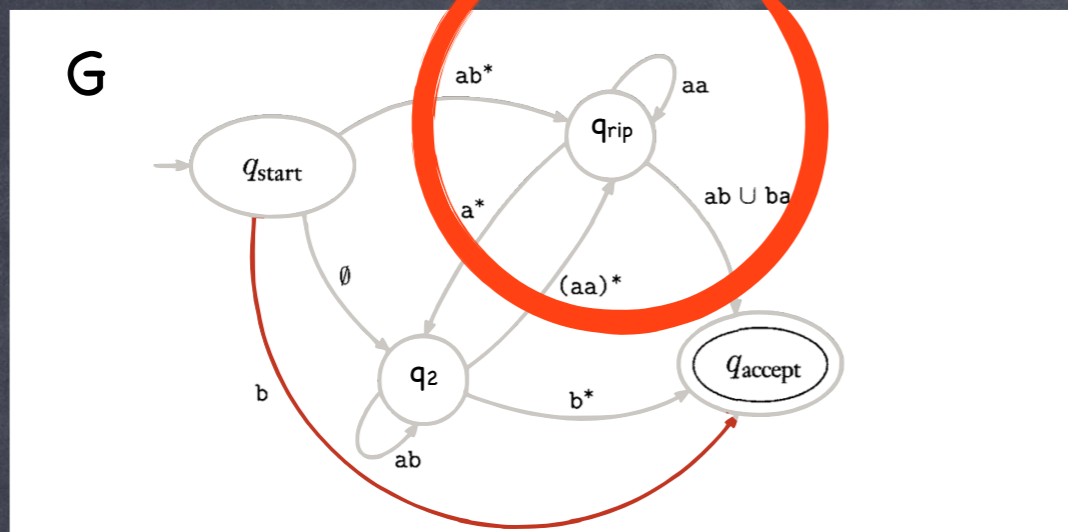 G
ab*
aa
qrip
qstart
ab ∪ ba
a*
∅
(aa)*
q2
qaccept
b
b*
ab